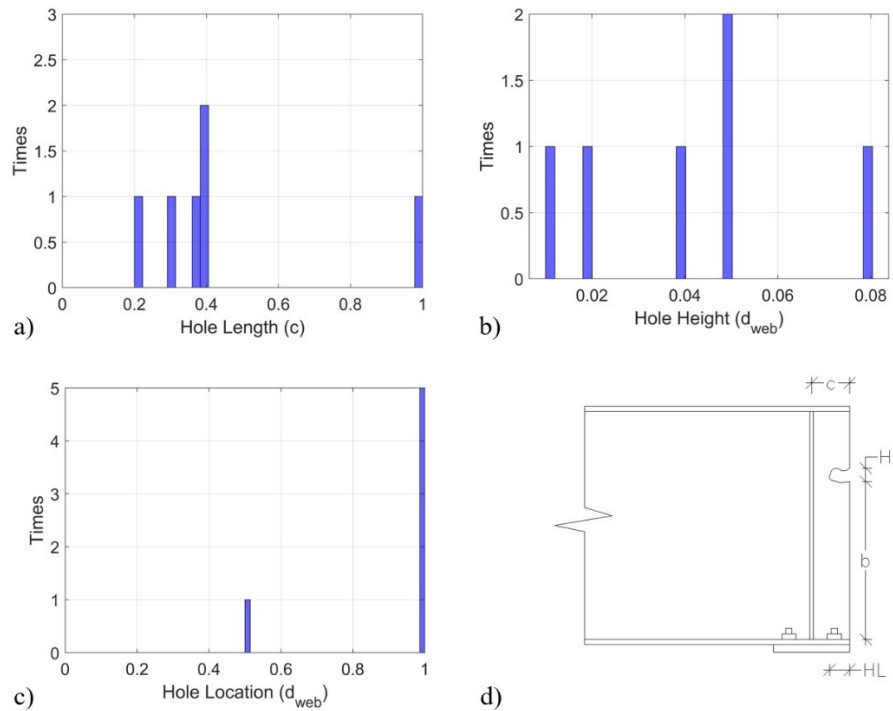 3
2.5
2
1.5
1
0.5
0
Times
0 0.2 0.4 0.6 0.8 1
Hole Length (c)
a)
2
1.5
1
0.5
0
Times
0.02 0.04 0.06 0.08
Hole Height (d_web)
b)
5
4
3
2
1
0
Times
0 0.2 0.4 0.6 0.8 1
Hole Location (d_web)
c)
c
H
b
HL
d)